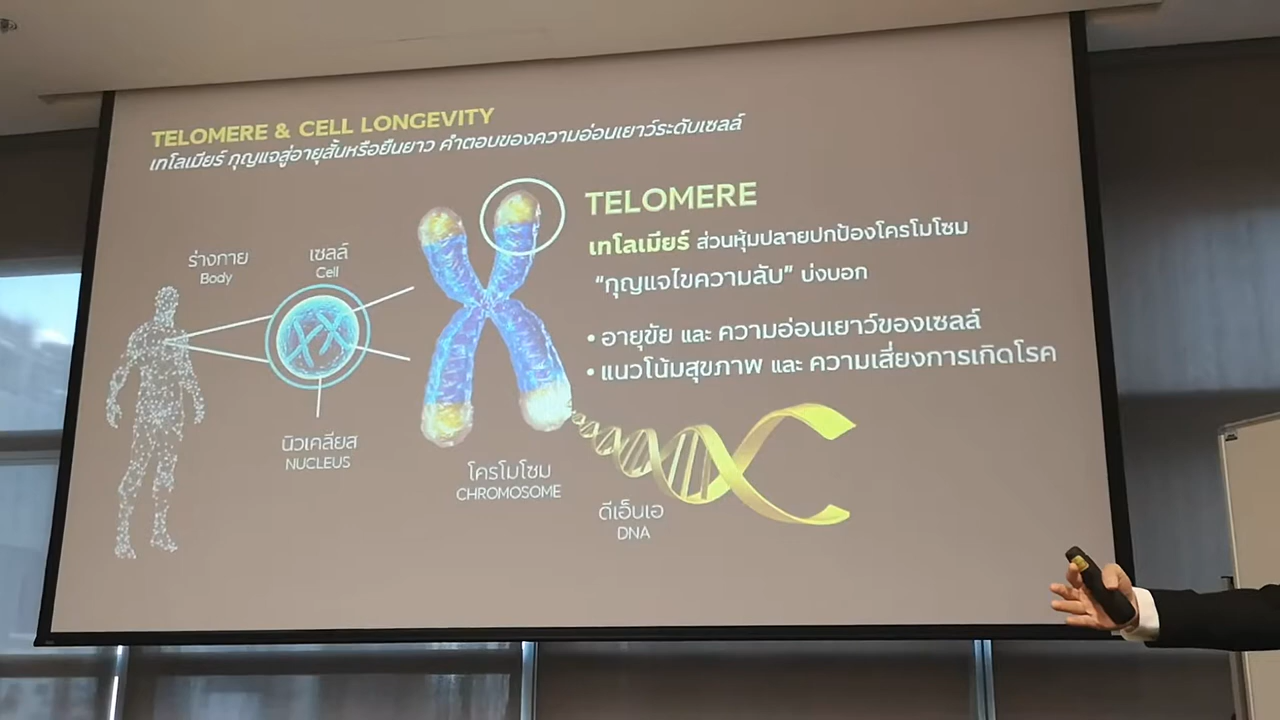 TELOMERE & CELL LONGEVITY
เทโลเมียร์ กุญแจสู่อายุสั้นหรือยืนยาว คำตอบของความอ่อนเยาว์ระดับเซลล์
TELOMERE
เทโลเมียร์ ส่วนหุ้มปลายปกป้องโครโมโซม
“กุญแจไขความลับ” บ่งบอก
• อายุขัย และ ความอ่อนเยาว์ของเซลล์
• แนวโน้มสุขภาพ และ ความเสี่ยงการเกิดโรค
ร่างกาย
Body
เซลล์
Cell
นิวเคลียส
NUCLEUS
โครโมโซม
CHROMOSOME
ดีเอ็นเอ
DNA